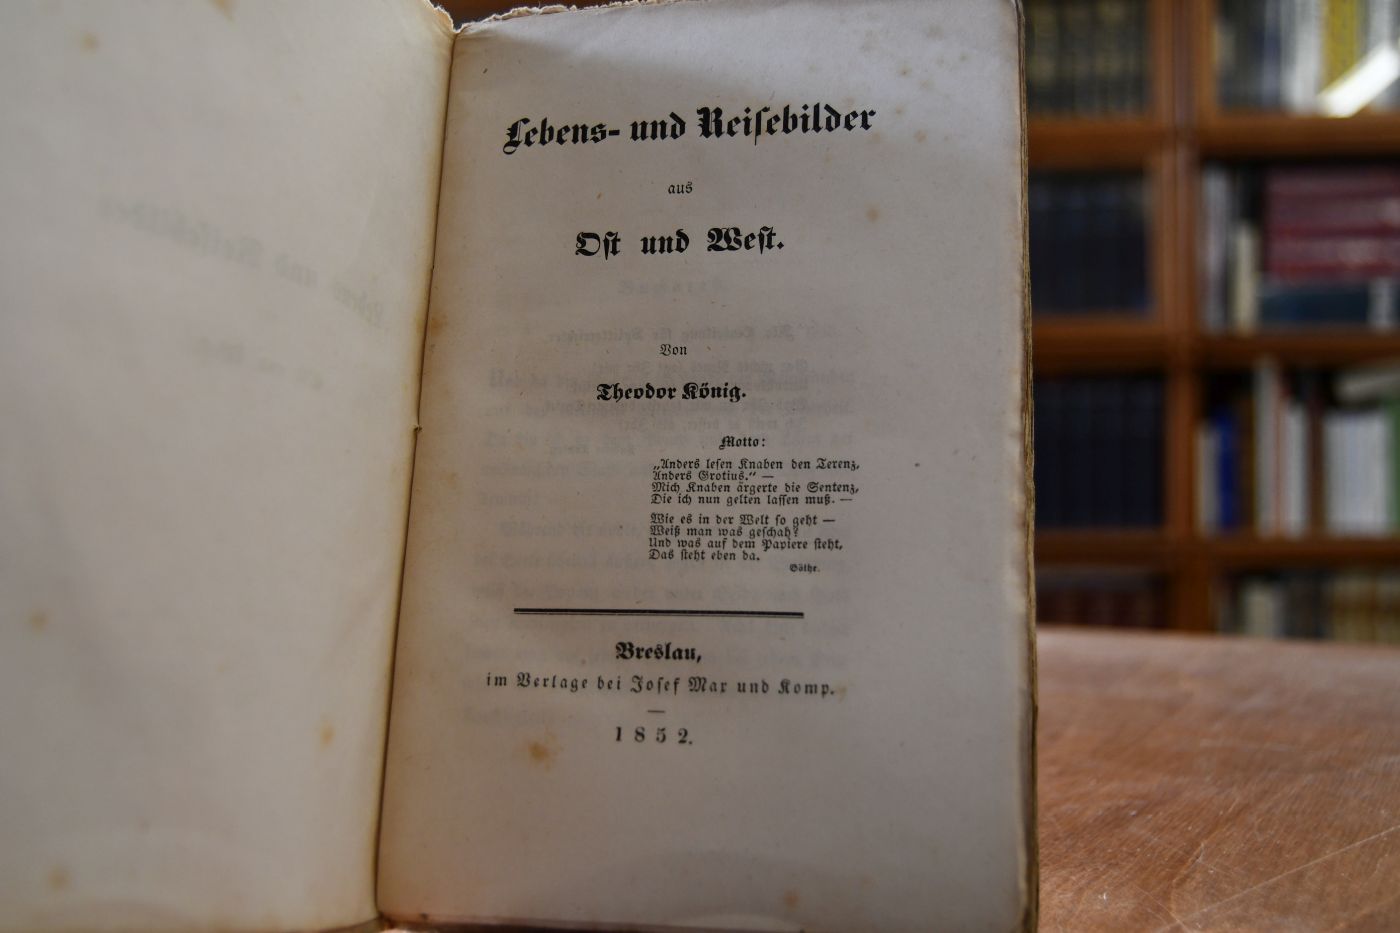 Lebens- und Reiſebilder
aus
Oſt und Weſt.
Von
Theodor König.
Motto:
„Anders leſen Knaben den Terenz,
Anders Grotius.“ —
Mich Knaben ärgerte die Sentenz,
Die ich nun gelten laſſen muß. —
Wie es in der Welt ſo geht —
Weiß man was geſchah?
Und was auf dem Papiere ſteht,
Das ſteht eben da.
Göthe.
Breslau,
im Verlage bei Joſef Max und Komp.
—
1852.